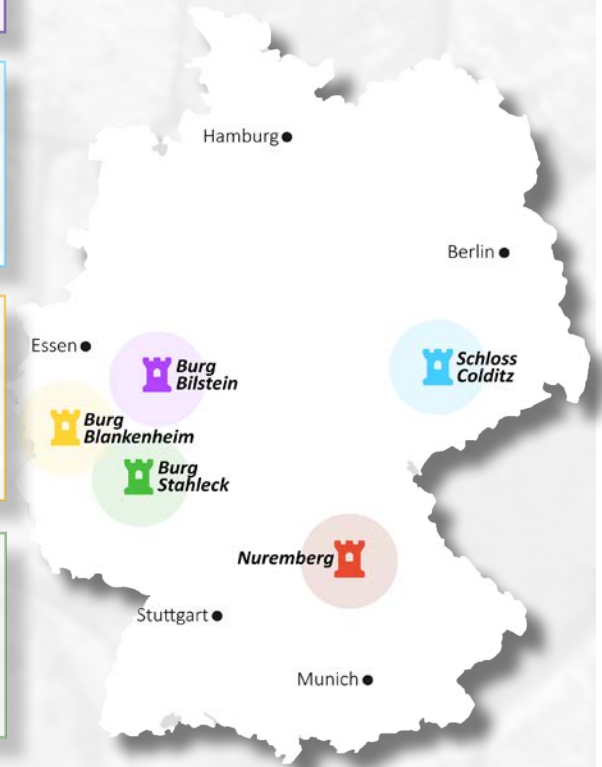 Hamburg
Berlin
Essen
Burg
Bilstein
Schloss
Colditz
Burg
Blankenheim
Burg
Stahleck
Nuremberg
Stuttgart
Munich